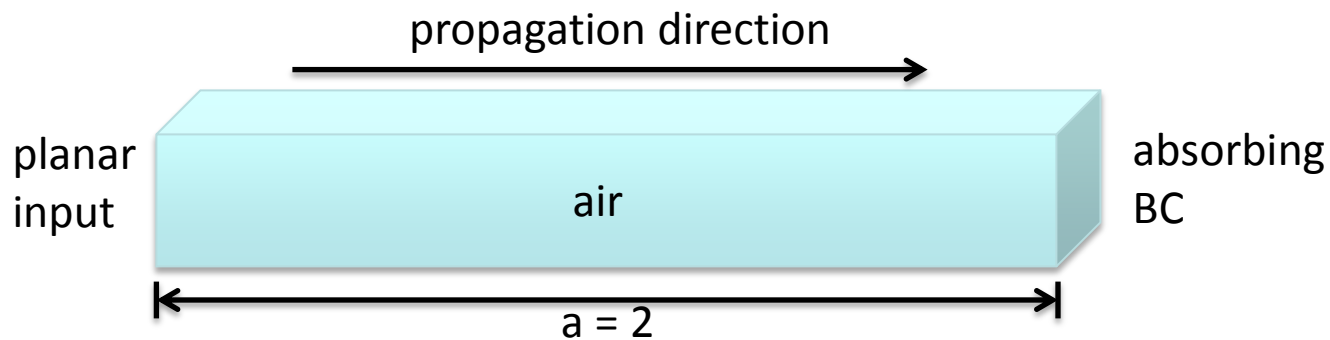 propagation direction
planar
input
air
absorbing
BC
a = 2